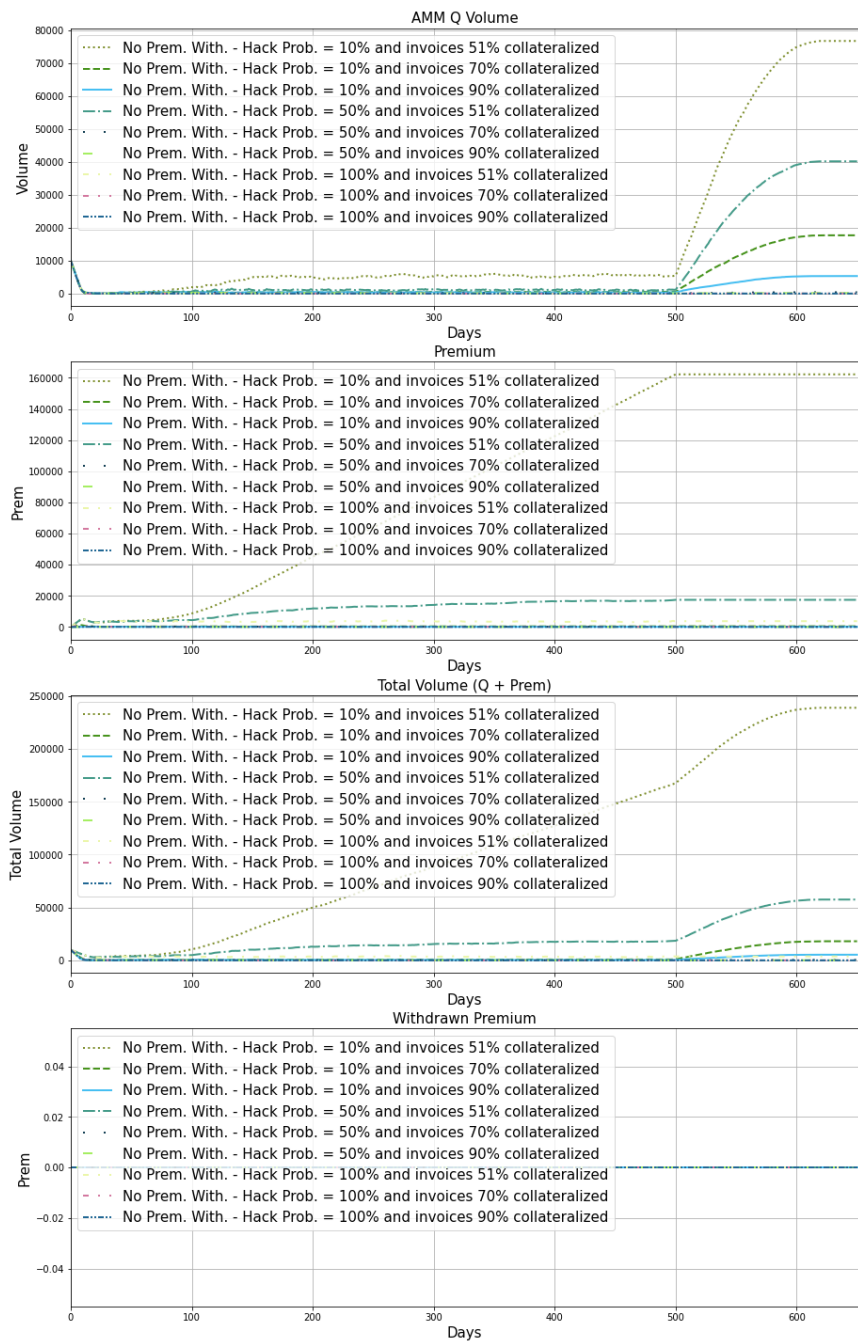 AMM Q Volume
80000
70000
60000
50000
40000
30000
20000
10000
0
Volume
No Prem. With. - Hack Prob. = 10% and invoices 51% collateralized
No Prem. With. - Hack Prob. = 10% and invoices 70% collateralized
No Prem. With. - Hack Prob. = 10% and invoices 90% collateralized
No Prem. With. - Hack Prob. = 50% and invoices 51% collateralized
No Prem. With. - Hack Prob. = 50% and invoices 70% collateralized
No Prem. With. - Hack Prob. = 50% and invoices 90% collateralized
No Prem. With. - Hack Prob. = 100% and invoices 51% collateralized
No Prem. With. - Hack Prob. = 100% and invoices 70% collateralized
No Prem. With. - Hack Prob. = 100% and invoices 90% collateralized
0 100 200 300 400 500 600
Days
Premium
160000
140000
120000
100000
80000
60000
40000
20000
0
Prem
No Prem. With. - Hack Prob. = 10% and invoices 51% collateralized
No Prem. With. - Hack Prob. = 10% and invoices 70% collateralized
No Prem. With. - Hack Prob. = 10% and invoices 90% collateralized
No Prem. With. - Hack Prob. = 50% and invoices 51% collateralized
No Prem. With. - Hack Prob. = 50% and invoices 70% collateralized
No Prem. With. - Hack Prob. = 50% and invoices 90% collateralized
No Prem. With. - Hack Prob. = 100% and invoices 51% collateralized
No Prem. With. - Hack Prob. = 100% and invoices 70% collateralized
No Prem. With. - Hack Prob. = 100% and invoices 90% collateralized
0 100 200 300 400 500 600
Days
Total Volume (Q + Prem)
250000
200000
150000
100000
50000
0
Total Volume
No Prem. With. - Hack Prob. = 10% and invoices 51% collateralized
No Prem. With. - Hack Prob. = 10% and invoices 70% collateralized
No Prem. With. - Hack Prob. = 10% and invoices 90% collateralized
No Prem. With. - Hack Prob. = 50% and invoices 51% collateralized
No Prem. With. - Hack Prob. = 50% and invoices 70% collateralized
No Prem. With. - Hack Prob. = 50% and invoices 90% collateralized
No Prem. With. - Hack Prob. = 100% and invoices 51% collateralized
No Prem. With. - Hack Prob. = 100% and invoices 70% collateralized
No Prem. With. - Hack Prob. = 100% and invoices 90% collateralized
0 100 200 300 400 500 600
Days
Withdrawn Premium
0.04
0.02
0.00
−0.02
−0.04
Prem
No Prem. With. - Hack Prob. = 10% and invoices 51% collateralized
No Prem. With. - Hack Prob. = 10% and invoices 70% collateralized
No Prem. With. - Hack Prob. = 10% and invoices 90% collateralized
No Prem. With. - Hack Prob. = 50% and invoices 51% collateralized
No Prem. With. - Hack Prob. = 50% and invoices 70% collateralized
No Prem. With. - Hack Prob. = 50% and invoices 90% collateralized
No Prem. With. - Hack Prob. = 100% and invoices 51% collateralized
No Prem. With. - Hack Prob. = 100% and invoices 70% collateralized
No Prem. With. - Hack Prob. = 100% and invoices 90% collateralized
0 100 200 300 400 500 600
Days